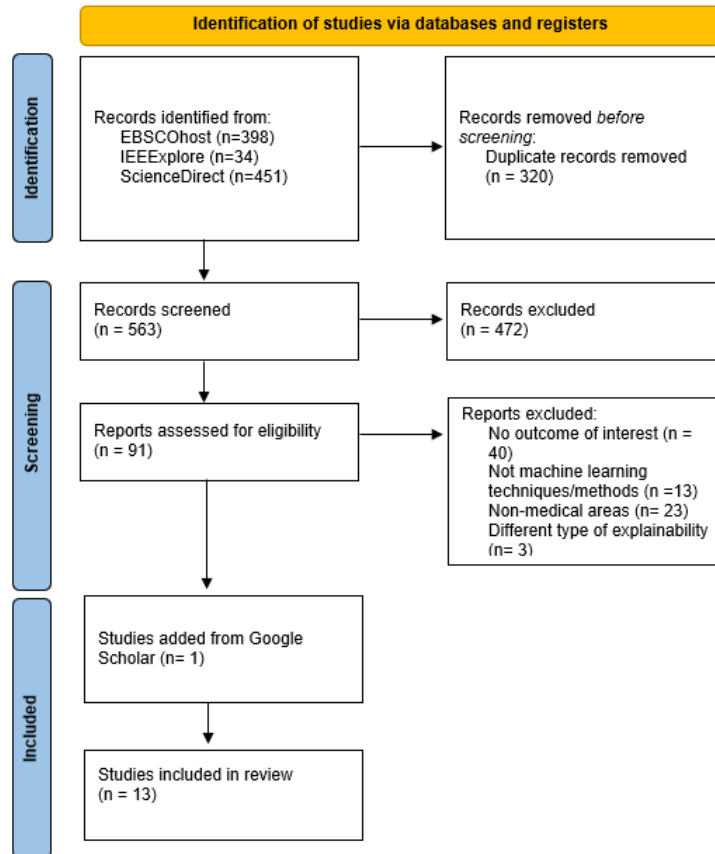 Identification of studies via databases and registers
Identification
Records identified from:
EBSCOhost (n=398)
IEEExplore (n=34)
ScienceDirect (n=451)
Records removed before
screening:
Duplicate records removed
(n = 320)
Screening
Records screened
(n = 563)
Records excluded
(n = 472)
Reports assessed for eligibility
(n = 91)
Reports excluded:
No outcome of interest (n =
40)
Not machine learning
techniques/methods (n =13)
Non-medical areas (n= 23)
Different type of explainability
(n= 3)
Included
Studies added from Google
Scholar (n= 1)
Studies included in review
(n = 13)